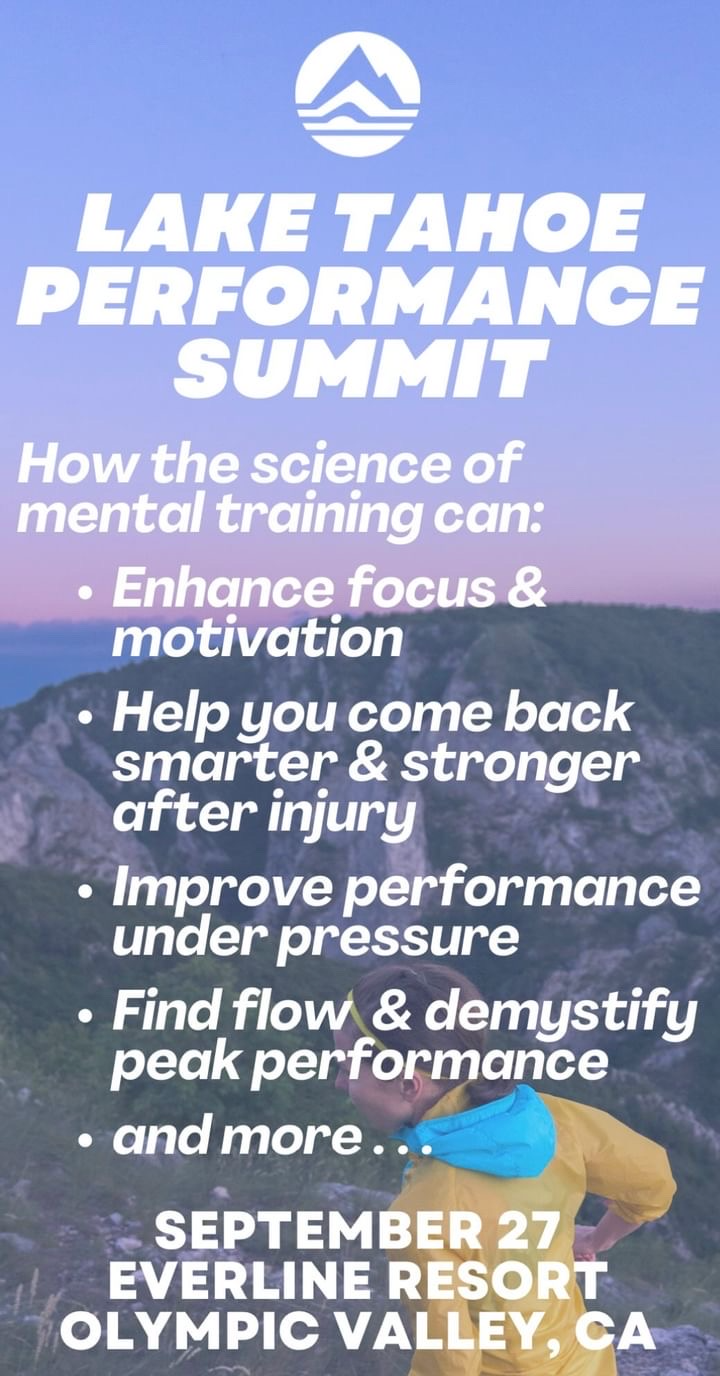 LAKE TAHOE
PERFORMANCE
SUMMIT
How the science of
mental training can:
• Enhance focus &
motivation
• Help you come back
smarter & stronger
after injury
• Improve performance
under pressure
• Find flow & demystify
peak performance
• and more . . .
SEPTEMBER 27
EVERLINE RESORT
OLYMPIC VALLEY, CA